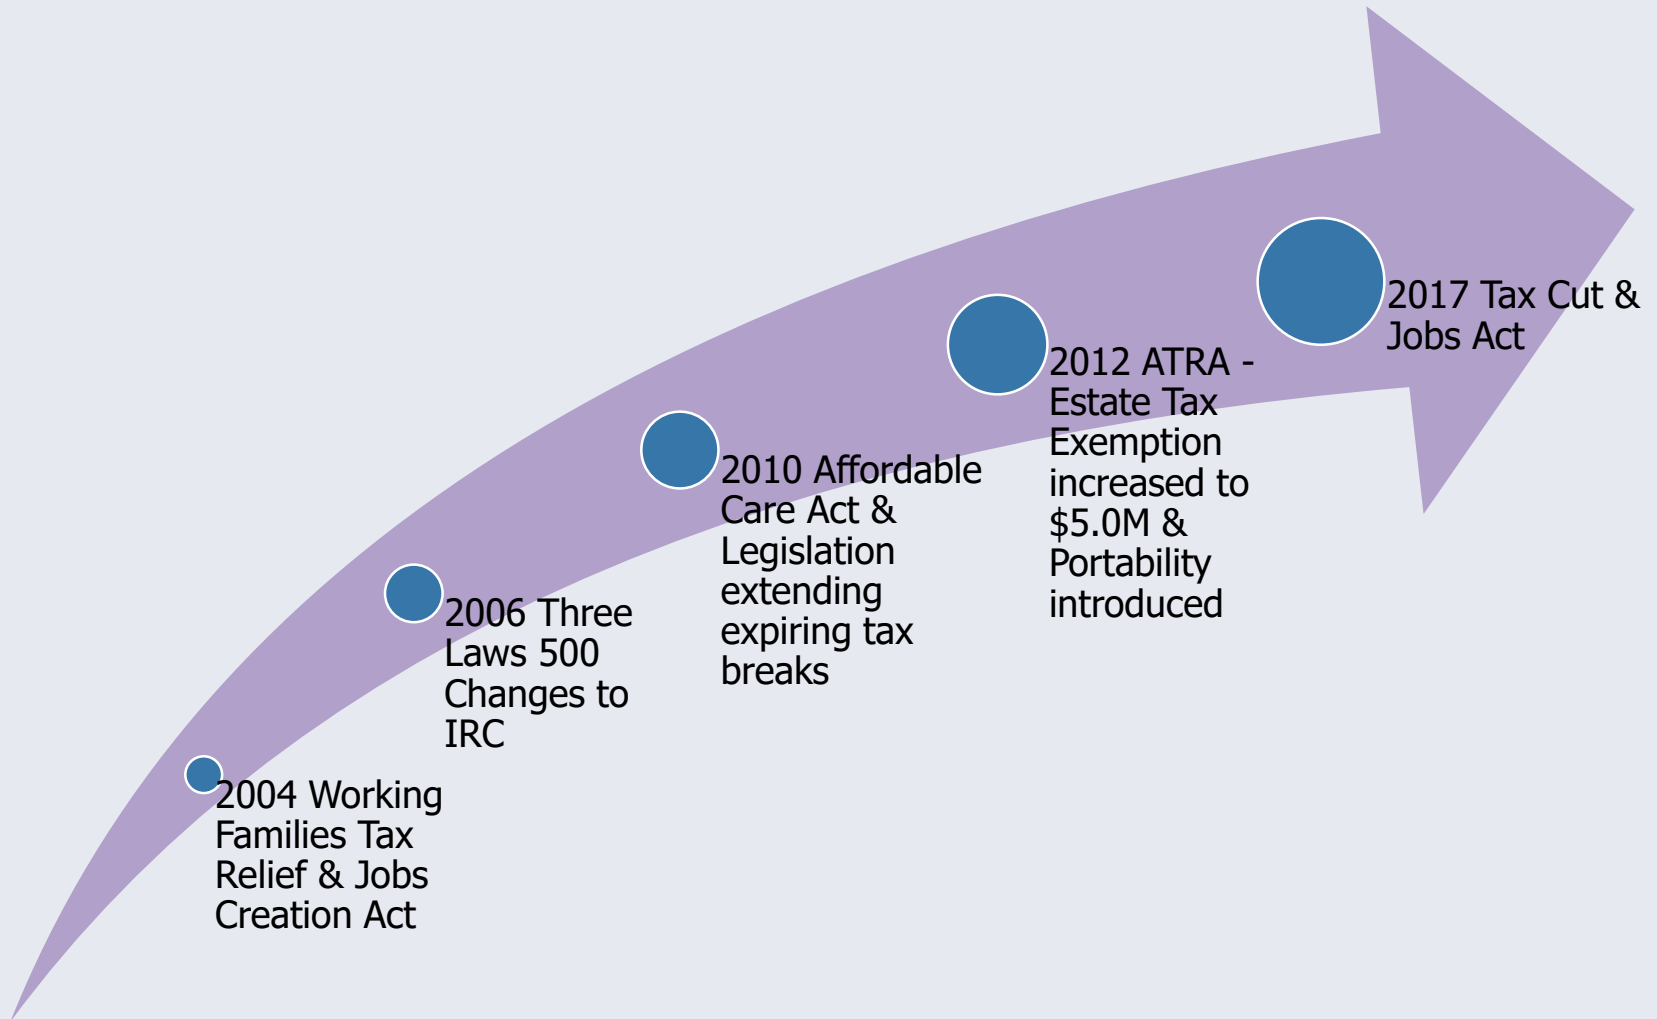 2004 Working
Families Tax
Relief & Jobs
Creation Act
2006 Three
Laws 500
Changes to
IRC
2010 Affordable
Care Act &
Legislation
extending
expiring tax
breaks
2012 ATRA -
Estate Tax
Exemption
increased to
$5.0M &
Portability
introduced
2017 Tax Cut &
Jobs Act